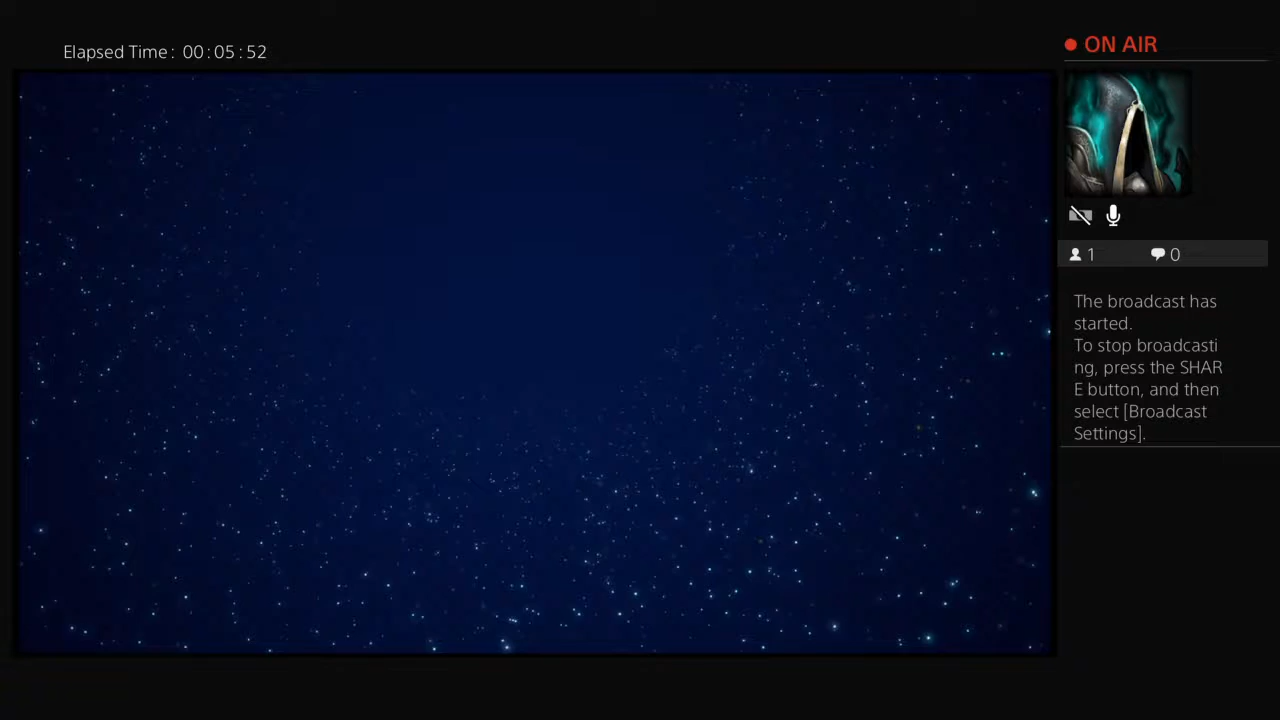 Elapsed Time: 00:05:52
ON AIR
1 0
The broadcast has
started.
To stop broadcasti
ng, press the SHAR
E button, and then
select [Broadcast
Settings].